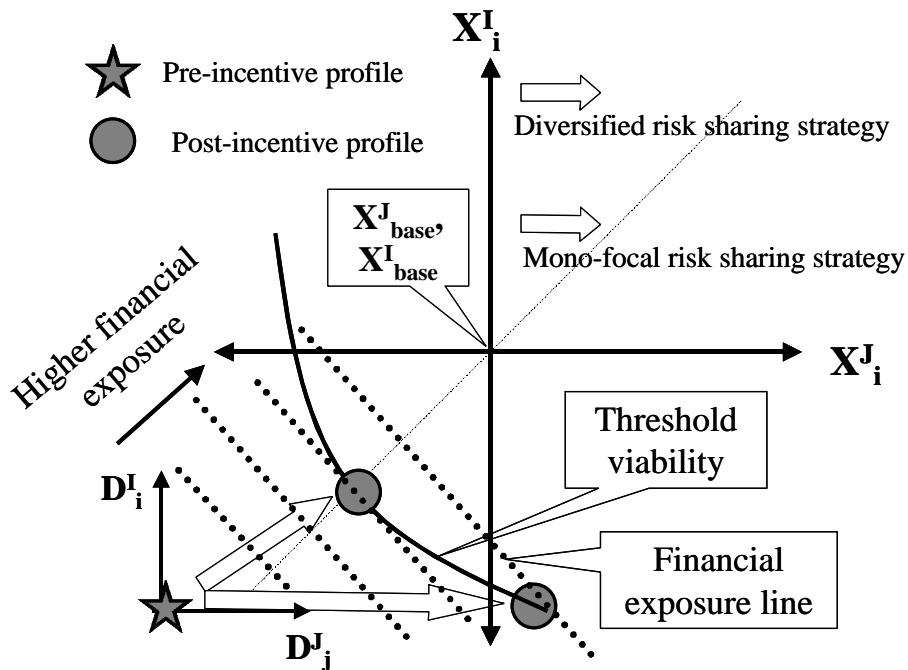 X^I_i
Pre-incentive profile
Post-incentive profile
Diversified risk sharing strategy
X^J_base,
X^I_base
Mono-focal risk sharing strategy
Higher financial
exposure
X^J_i
Threshold
viability
D^I_i
Financial
exposure line
D^J_j